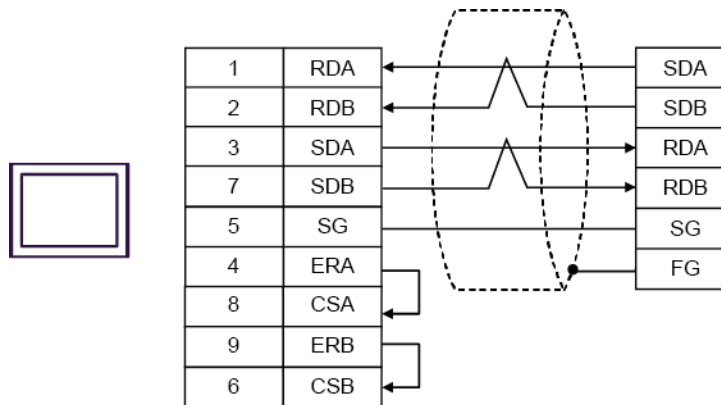 1 RDA SDA
2 RDB SDB
3 SDA RDA
7 SDB RDB
5 SG SG
4 ERA FG
8 CSA
9 ERB
6 CSB